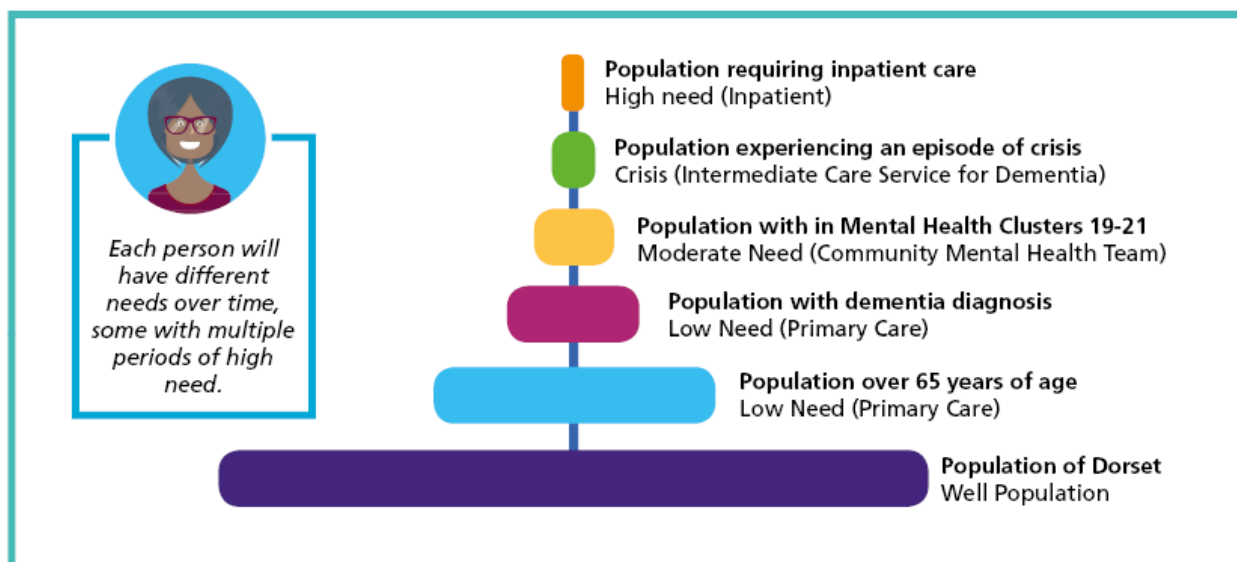 Each person will
have different
needs over time,
some with multiple
periods of high
need.
Population requiring inpatient care
High need (Inpatient)
Population experiencing an episode of crisis
Crisis (Intermediate Care Service for Dementia)
Population with in Mental Health Clusters 19-21
Moderate Need (Community Mental Health Team)
Population with dementia diagnosis
Low Need (Primary Care)
Population over 65 years of age
Low Need (Primary Care)
Population of Dorset
Well Population